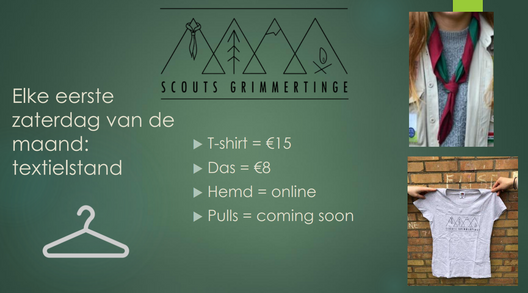 SCOUTS GRIMMERTINGE
Elke eerste
zaterdag van de
maand:
textielstand
T-shirt = €15
Das = €8
Hemd = online
Pulls = coming soon
SCOUTS GRIMMERTINGE